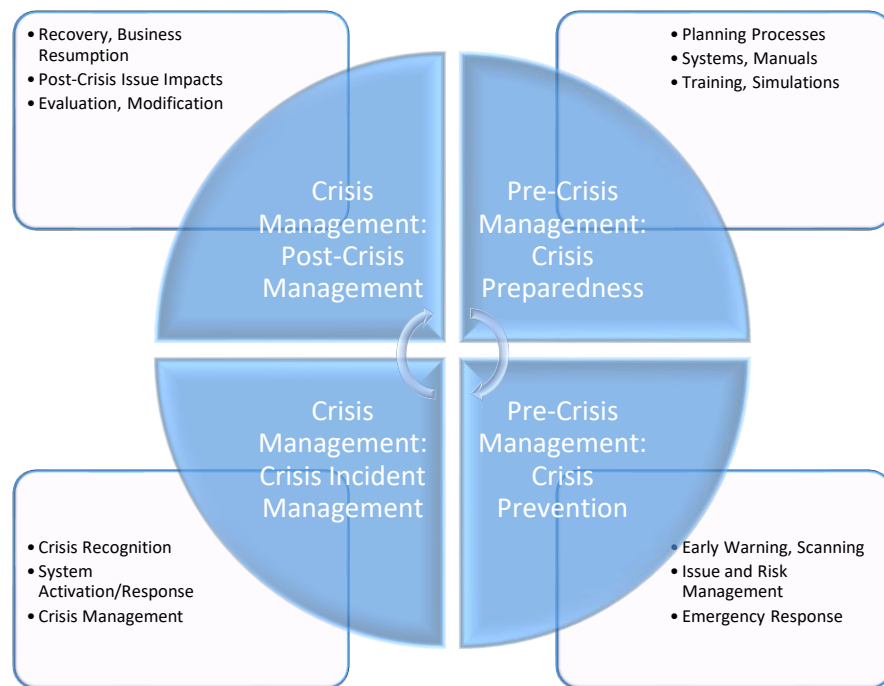 • Recovery, Business
Resumption
• Post-Crisis Issue Impacts
• Evaluation, Modification
• Planning Processes
• Systems, Manuals
• Training, Simulations
Crisis
Management:
Post-Crisis
Management
Pre-Crisis
Management:
Crisis
Preparedness
Crisis
Management:
Crisis Incident
Management
Pre-Crisis
Management:
Crisis
Prevention
• Crisis Recognition
• System
Activation/Response
• Crisis Management
• Early Warning, Scanning
• Issue and Risk
Management
• Emergency Response